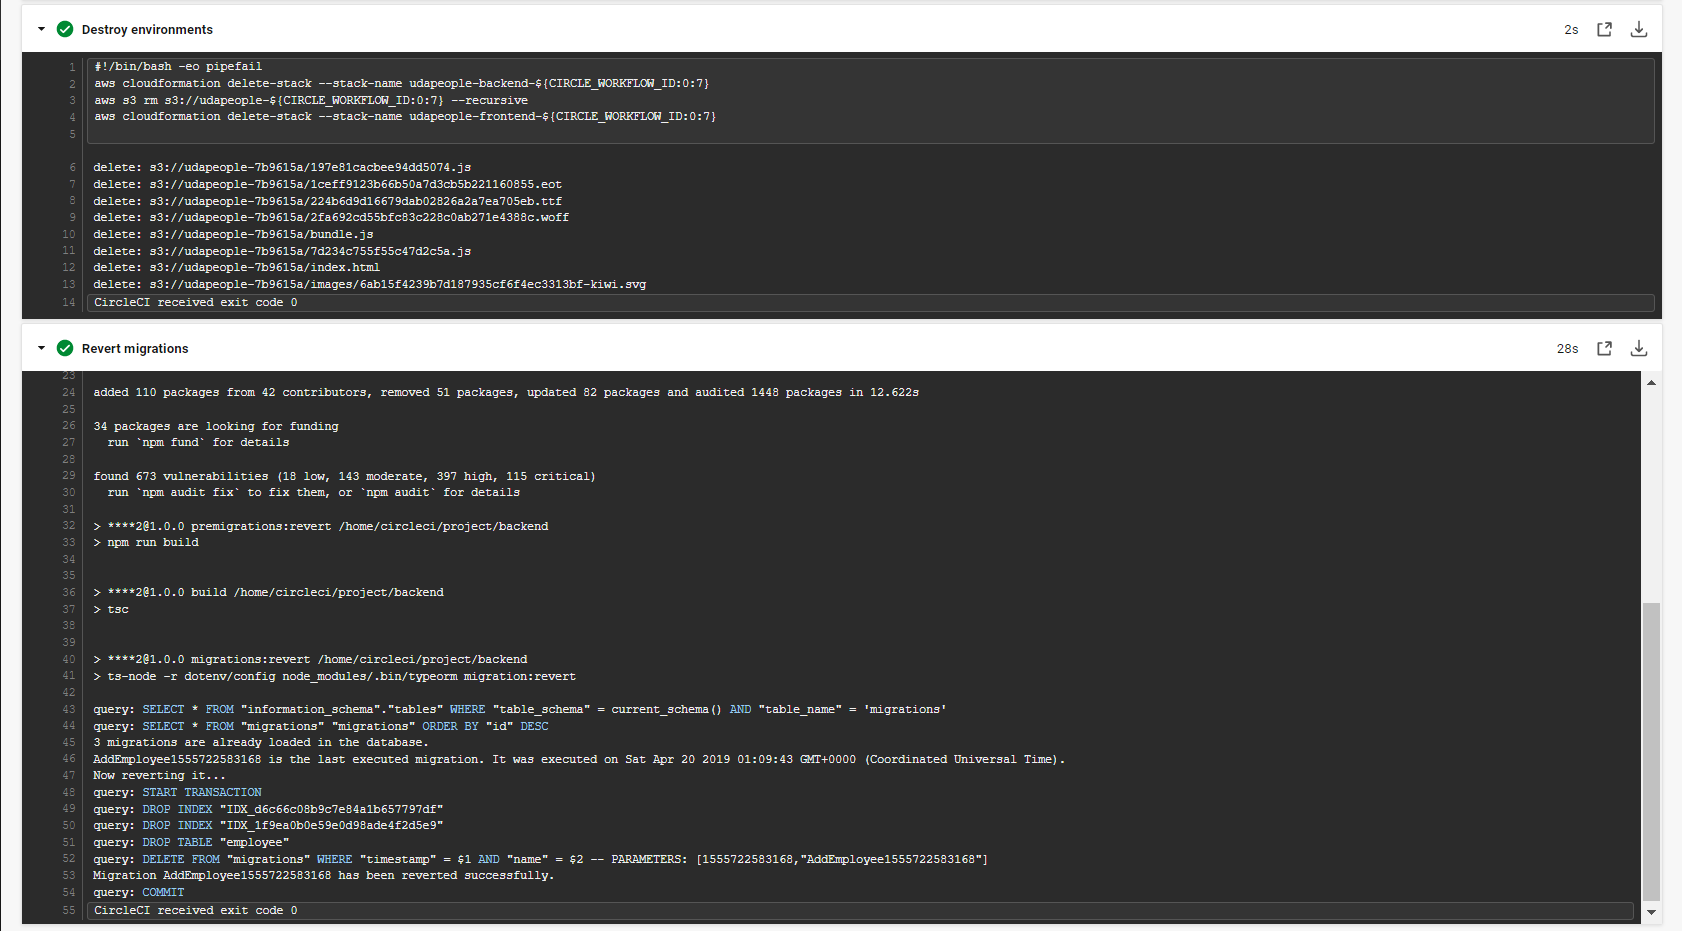 Destroy environments 2s
1 #!/bin/bash -eo pipefail
2 aws cloudformation delete-stack --stack-name udapeople-backend-${CIRCLE_WORKFLOW_ID:0:7}
3 aws s3 rm s3://udapeople-${CIRCLE_WORKFLOW_ID:0:7} --recursive
4 aws cloudformation delete-stack --stack-name udapeople-frontend-${CIRCLE_WORKFLOW_ID:0:7}
5
6 delete: s3://udapeople-7b9615a/197e81cacbee94dd5074.js
7 delete: s3://udapeople-7b9615a/1ceff9123b66b50a7d3cb5b221160855.eot
8 delete: s3://udapeople-7b9615a/224b6d9d16679dab02826a2a7ea705eb.ttf
9 delete: s3://udapeople-7b9615a/2fa692cd55bfc83c228c0ab271e4388c.woff
10 delete: s3://udapeople-7b9615a/bundle.js
11 delete: s3://udapeople-7b9615a/7d234c755f55c47d2c5a.js
12 delete: s3://udapeople-7b9615a/index.html
13 delete: s3://udapeople-7b9615a/images/6ab15f4239b7d187935cf6f4ec3313bf-kiwi.svg
14 CircleCI received exit code 0
Revert migrations 28s
23
24 added 110 packages from 42 contributors, removed 51 packages, updated 82 packages and audited 1448 packages in 12.622s
25
26 34 packages are looking for funding
27 run `npm fund` for details
28
29 found 673 vulnerabilities (18 low, 143 moderate, 397 high, 115 critical)
30 run `npm audit fix` to fix them, or `npm audit` for details
31
32 > ****2@1.0.0 premigrations:revert /home/circleci/project/backend
33 > npm run build
34
35
36 > ****2@1.0.0 build /home/circleci/project/backend
37 > tsc
38
39
40 > ****2@1.0.0 migrations:revert /home/circleci/project/backend
41 > ts-node -r dotenv/config node_modules/.bin/typeorm migration:revert
42
43 query: SELECT * FROM "information_schema"."tables" WHERE "table_schema" = current_schema() AND "table_name" = 'migrations'
44 query: SELECT * FROM "migrations" "migrations" ORDER BY "id" DESC
45 3 migrations are already loaded in the database.
46 AddEmployee1555722583168 is the last executed migration. It was executed on Sat Apr 20 2019 01:09:43 GMT+0000 (Coordinated Universal Time).
47 Now reverting it...
48 query: START TRANSACTION
49 query: DROP INDEX "IDX_d6c66c08b9c7e84a1b657797df"
50 query: DROP INDEX "IDX_1f9ea0b0e59e0d98ade4f2d5e9"
51 query: DROP TABLE "employee"
52 query: DELETE FROM "migrations" WHERE "timestamp" = $1 AND "name" = $2 -- PARAMETERS: [1555722583168,"AddEmployee1555722583168"]
53 Migration AddEmployee1555722583168 has been reverted successfully.
54 query: COMMIT
55 CircleCI received exit code 0